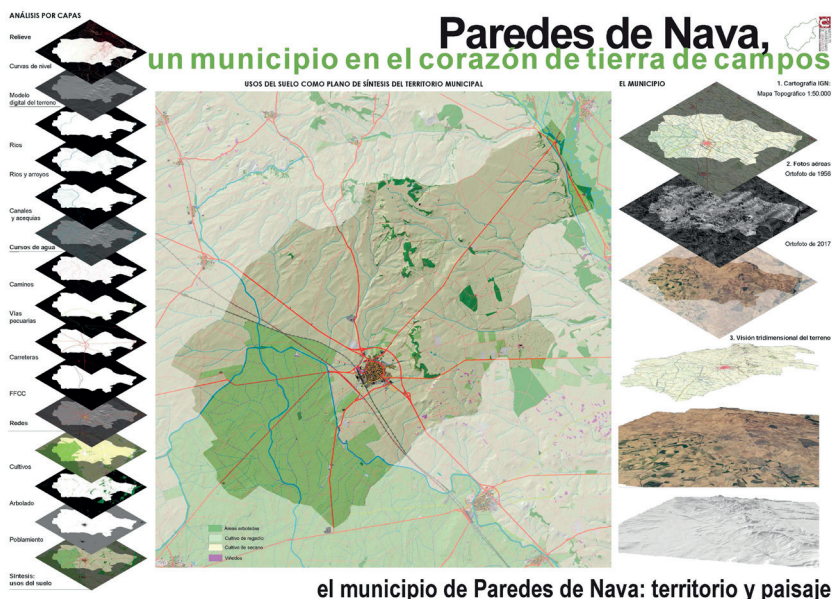 ANÁLISIS POR CAPAS
Relieve
Curvas de nivel
Modelo
digital del terreno
Ríos
Ríos y arroyos
Canales
y acequias
Cursos de agua
Caminos
Vías
pecuarias
Carreteras
FFCC
Redes
Cultivos
Arbolado
Poblamiento
Síntesis:
usos del suelo
Paredes de Nava,
un municipio en el corazón de tierra de campos
USOS DEL SUELO COMO PLANO DE SÍNTESIS DEL TERRITORIO MUNICIPAL
Áreas arboladas
Cultivo de regadío
Cultivo de secano
Viñedos
EL MUNICIPIO
1. Cartografía IGN:
Mapa Topográfico 1:50.000
2. Fotos aéreas
Ortofoto de 1956
Ortofoto de 2017
3. Visión tridimensional del terreno
el municipio de Paredes de Nava: territorio y paisaje